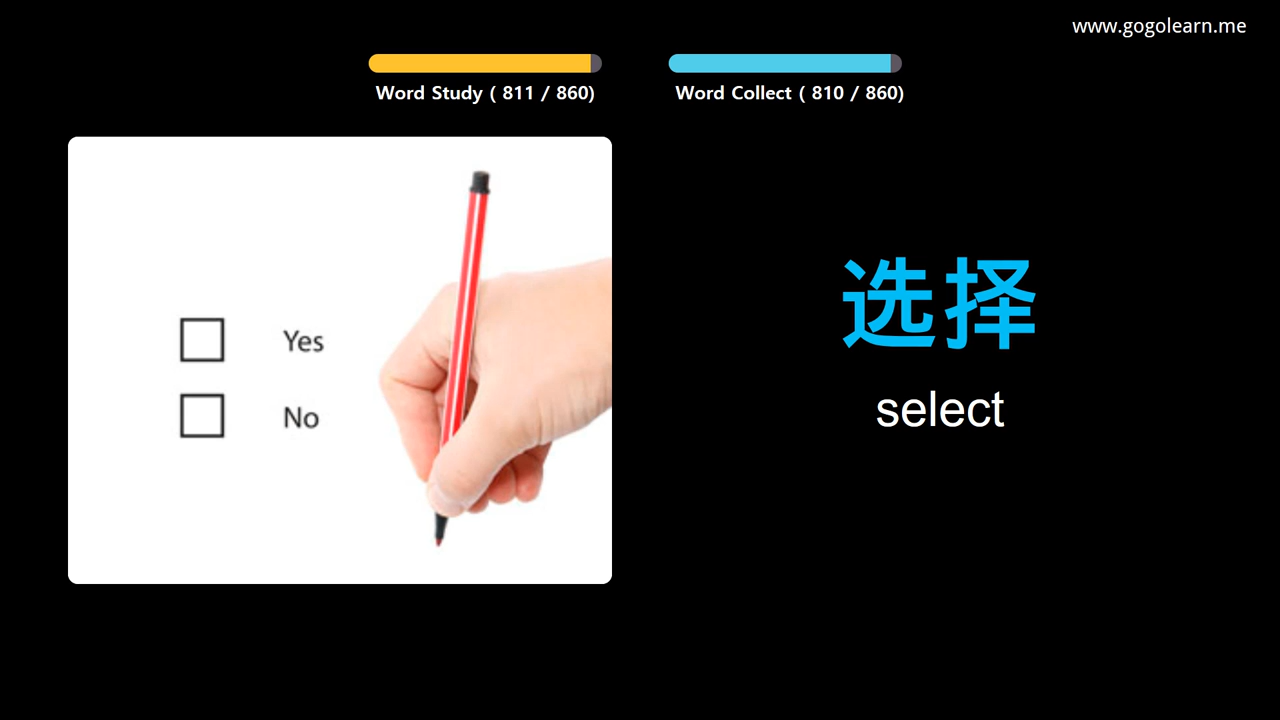 www.gogolearn.me
Word Study ( 811 / 860)
Word Collect ( 810 / 860)
Yes
No
选择
select